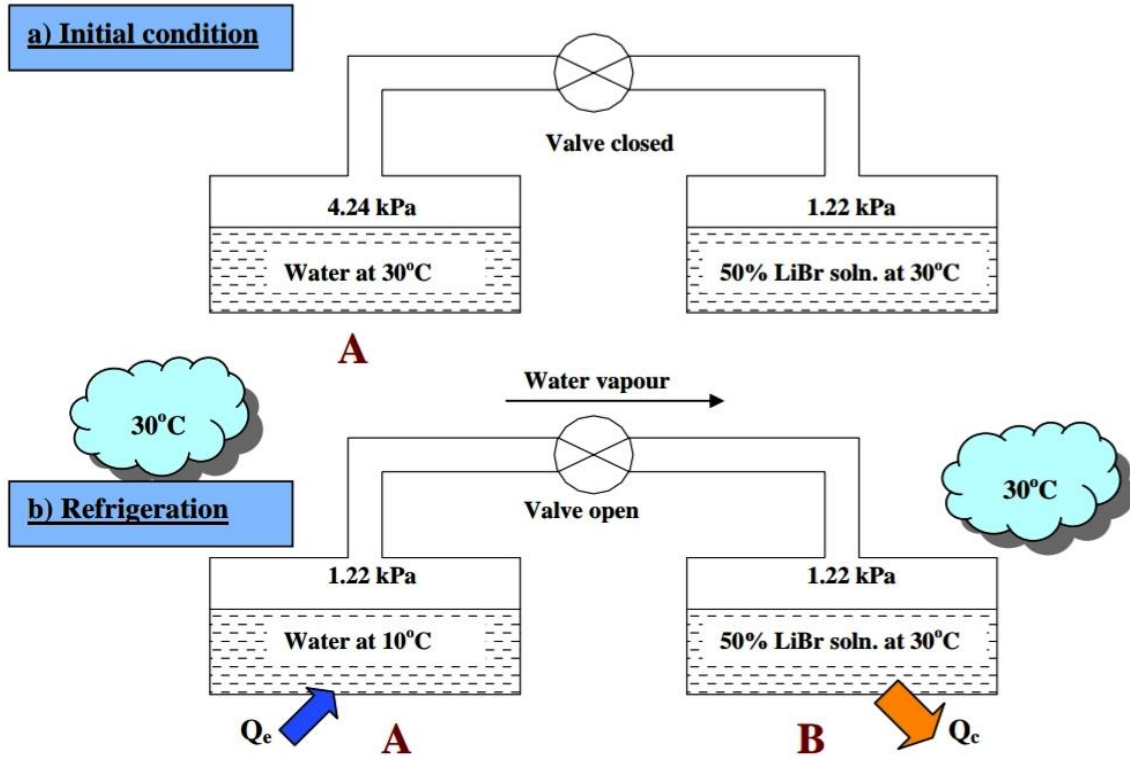 a) Initial condition
Valve closed
4.24 kPa
1.22 kPa
Water at 30°C
50% LiBr soln. at 30°C
A
Water vapour
30°C
30°C
b) Refrigeration
Valve open
1.22 kPa
1.22 kPa
Water at 10°C
50% LiBr soln. at 30°C
Qe
A
B
Qc